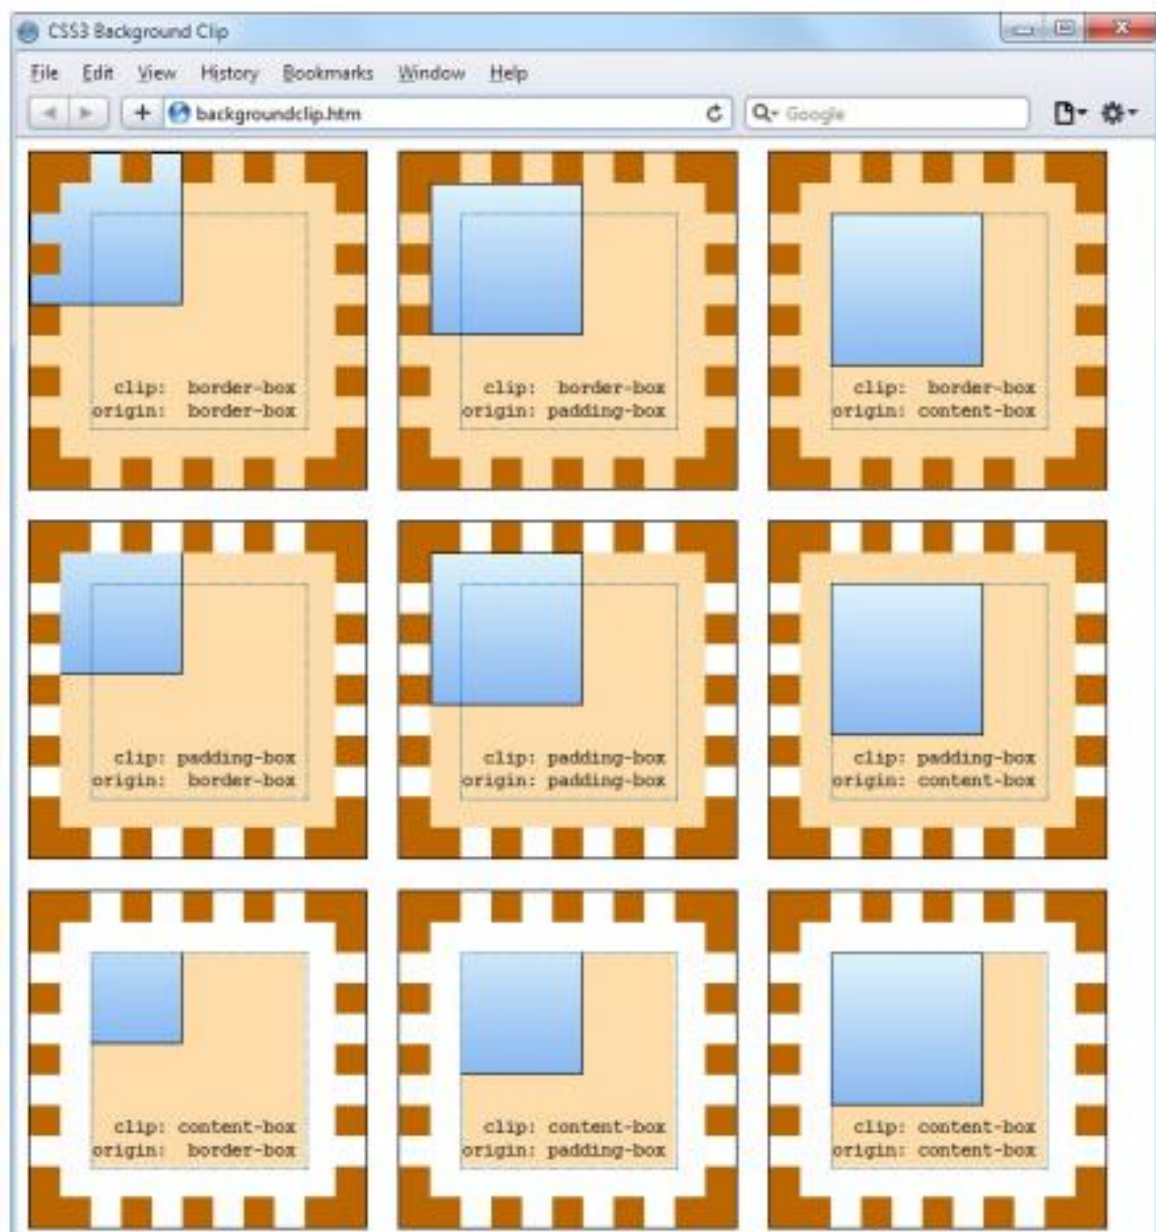 CSS3 Background Clip
File Edit View History Bookmarks Window Help
backgroundclip.htm
Google
clip: border-box
origin: border-box
clip: border-box
origin: padding-box
clip: border-box
origin: content-box
clip: padding-box
origin: border-box
clip: padding-box
origin: padding-box
clip: padding-box
origin: content-box
clip: content-box
origin: border-box
clip: content-box
origin: padding-box
clip: content-box
origin: content-box